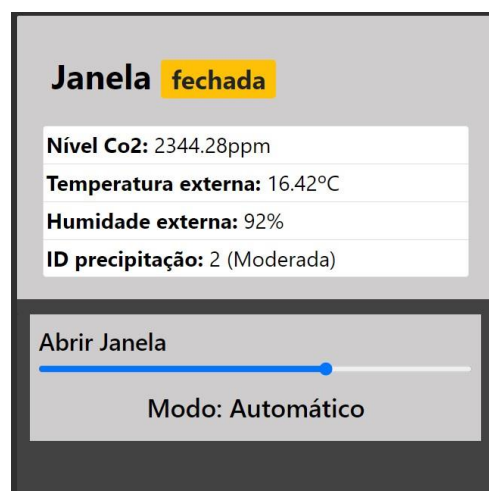 Janela fechada
Nível Co2: 2344.28ppm
Temperatura externa: 16.42ºC
Humidade externa: 92%
ID precipitação: 2 (Moderada)
Abrir Janela
Modo: Automático